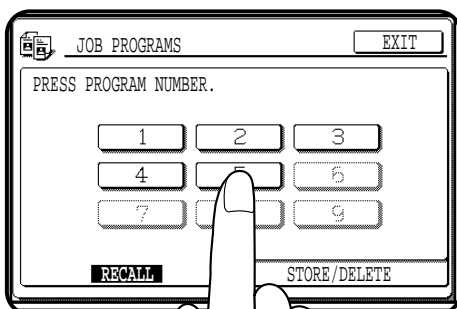 JOB PROGRAMS EXIT
PRESS PROGRAM NUMBER.
1 2 3
4 6
7 9
RECALL STORE/DELETE